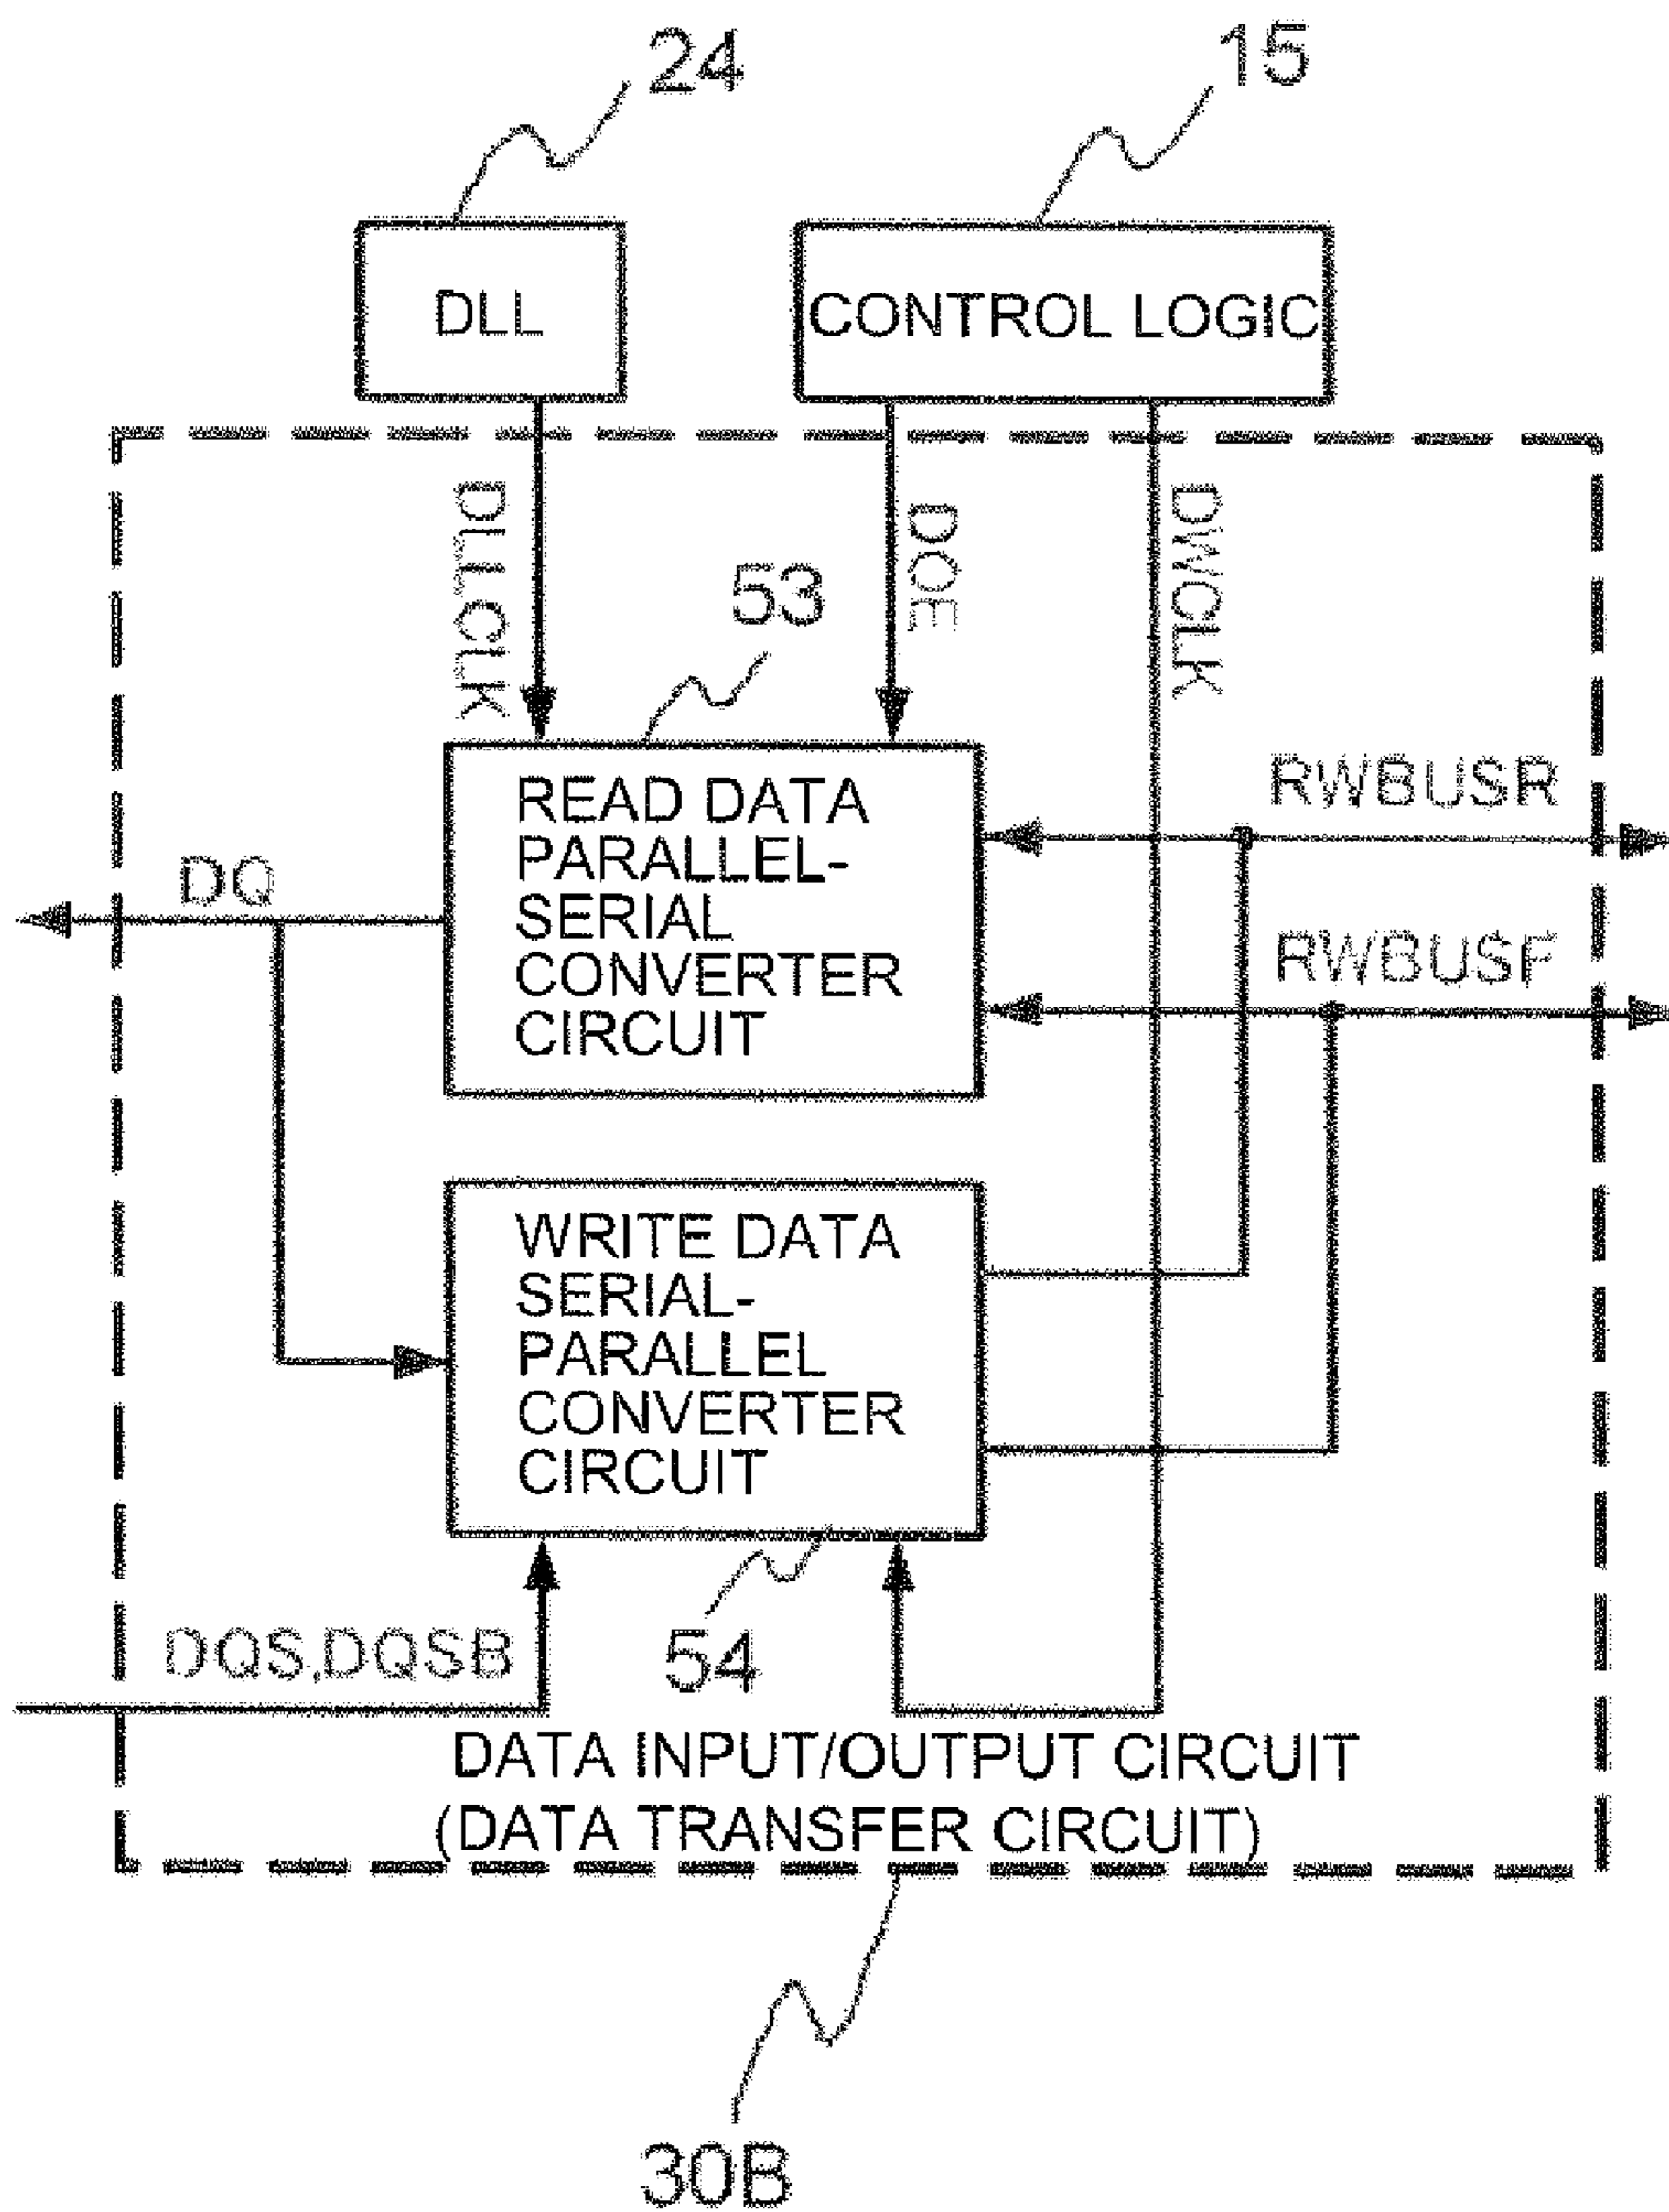 24
15
DLL
CONTROL LOGIC
DLLCLK
DOE
DWCLK
53
READ DATA
PARALLEL-
SERIAL
CONVERTER
CIRCUIT
RWBUSR
DQ
RWBUSF
WRITE DATA
SERIAL-
PARALLEL
CONVERTER
CIRCUIT
DQS,DQSB
54
DATA INPUT/OUTPUT CIRCUIT
(DATA TRANSFER CIRCUIT)
30B